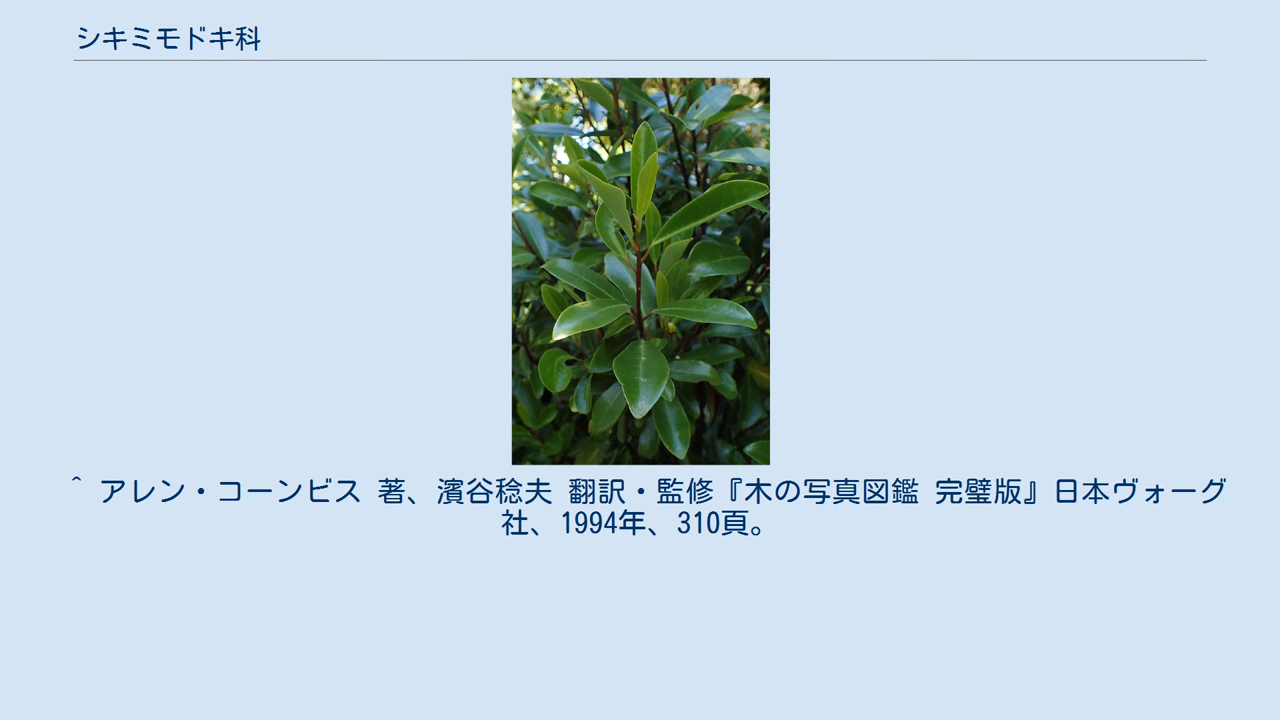 シキミモドキ科
^ アレン・コーンビス 著、濱谷稔夫 翻訳・監修『木の写真図鑑 完璧版』日本ヴォーグ
社、1994年、310頁。